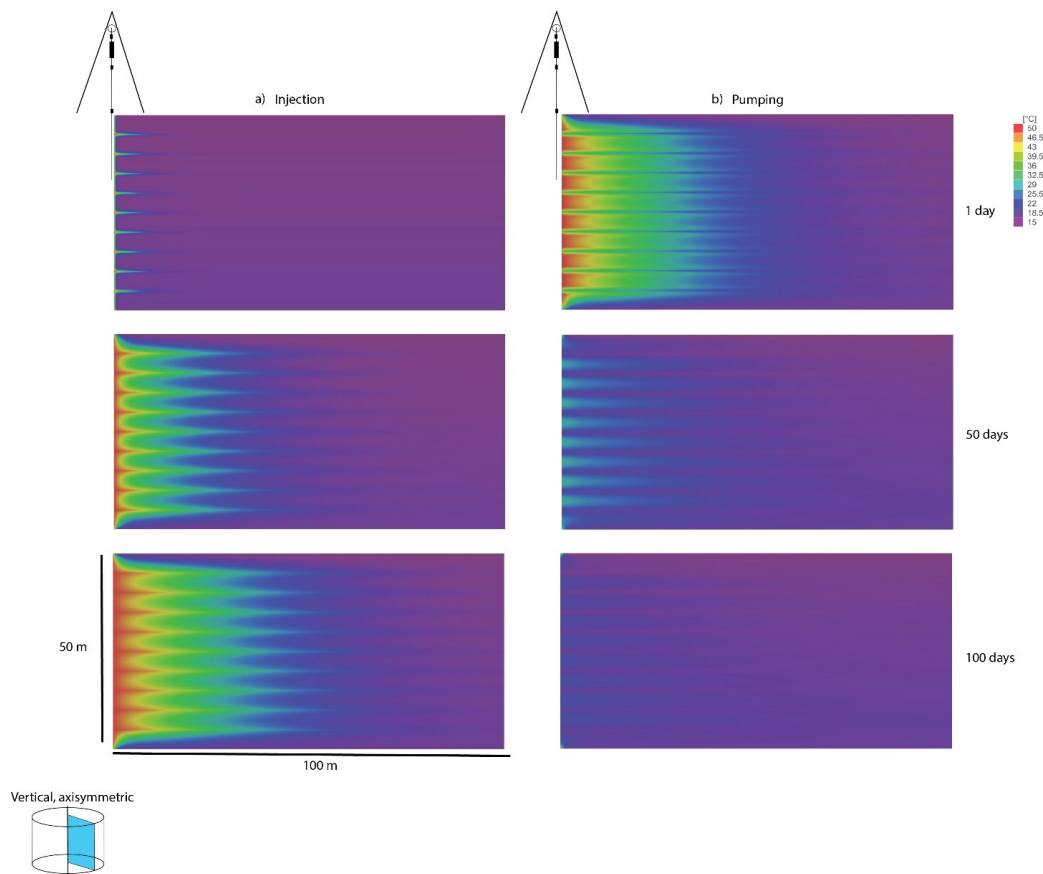 a) Injection
b) Pumping
[°C]
50
46.5
43
39.5
36
32.5
29
25.5
22
18.5
15
1 day
50 days
50 m
100 days
100 m
Vertical, axisymmetric